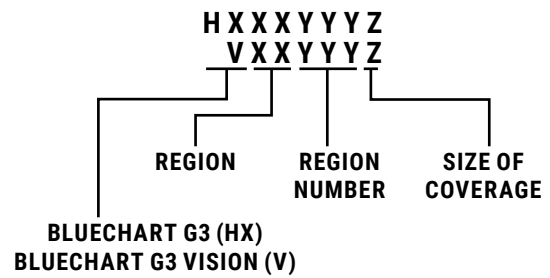 HXXXYYYZ
VXXYYYZ
REGION
REGION
NUMBER
SIZE OF
COVERAGE
BLUECHART G3 (HX)
BLUECHART G3 VISION (V)